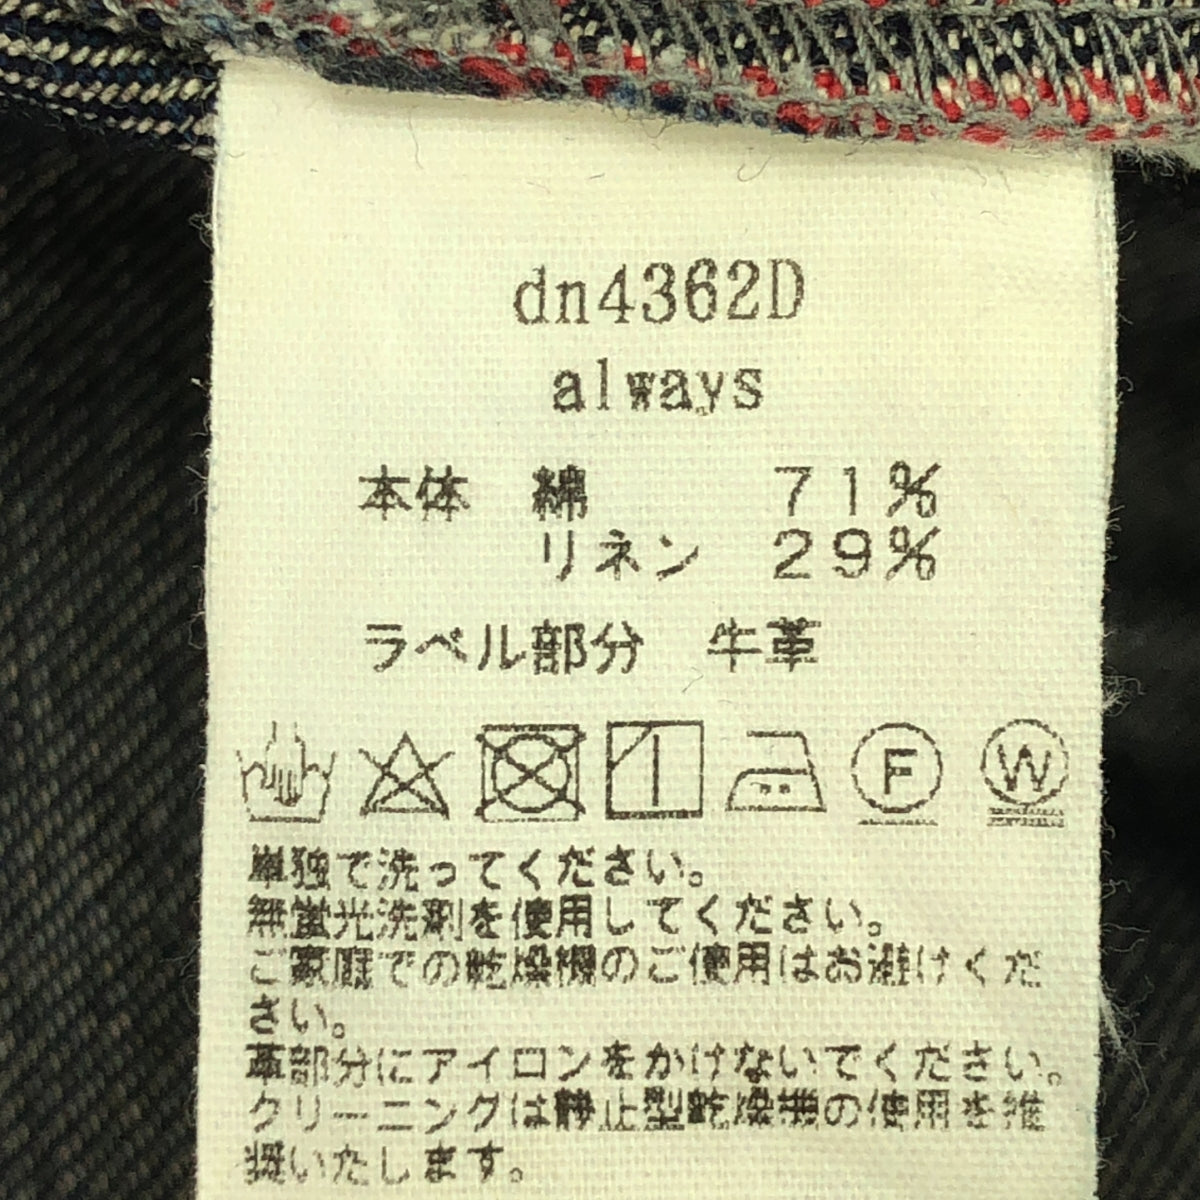 dn4362D
always
本体 綿 71%
リネン 29%
ラベル部分 牛革
F W
単独で洗ってください。
無蛍光洗剤を使用してください。
ご家庭での乾燥機のご使用はお避けくだ
さい。
革部分にアイロンをかけないでください。
クリーニングは静止型乾燥機の使用を推
奨いたします。